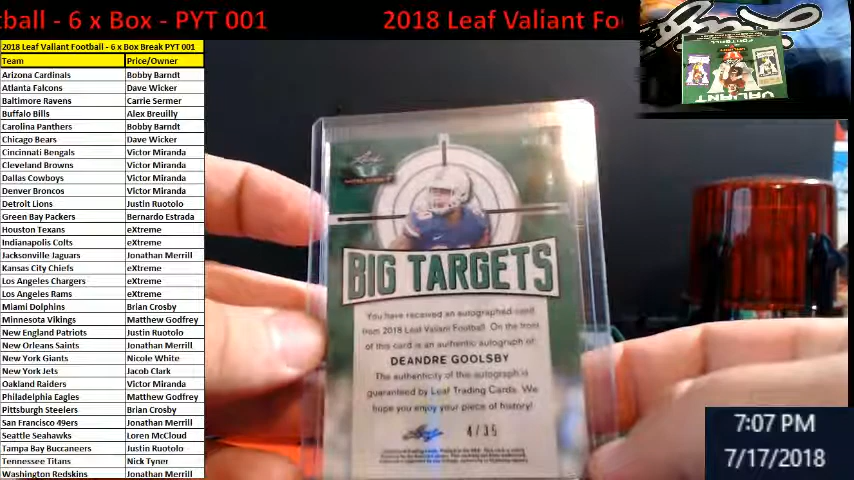 tball - 6 x Box - PYT 001
2018 Leaf Valiant Fo
2018 Leaf Valiant Football - 6 x Box Break PYT 001
Team Price/Owner
Arizona Cardinals Bobby Barndt
Atlanta Falcons Dave Wicker
Baltimore Ravens Carrie Sermer
Buffalo Bills Alex Breuilly
Carolina Panthers Bobby Barndt
Chicago Bears Dave Wicker
Cincinnati Bengals Victor Miranda
Cleveland Browns Victor Miranda
Dallas Cowboys Victor Miranda
Denver Broncos Victor Miranda
Detroit Lions Justin Ruotolo
Green Bay Packers Bernardo Estrada
Houston Texans eXtreme
Indianapolis Colts eXtreme
Jacksonville Jaguars Jonathan Merrill
Kansas City Chiefs eXtreme
Los Angeles Chargers eXtreme
Los Angeles Rams eXtreme
Miami Dolphins Brian Crosby
Minnesota Vikings Matthew Godfrey
New England Patriots Justin Ruotolo
New Orleans Saints Jonathan Merrill
New York Giants Nicole White
New York Jets Jacob Clark
Oakland Raiders Victor Miranda
Philadelphia Eagles Matthew Godfrey
Pittsburgh Steelers Brian Crosby
San Francisco 49ers Jonathan Merrill
Seattle Seahawks Loren McCloud
Tampa Bay Buccaneers Justin Ruotolo
Tennessee Titans Nick Tyner
Washington Redskins Jonathan Merrill
Leaf
BIG TARGETS
You have received an autographed card
from 2018 Leaf Valiant Football. On the front
of this card is an authentic autograph of:
DEANDRE GOOLSBY
The authenticity of this autograph is
guaranteed by Leaf Trading Cards. We
hope you enjoy your piece of history!
Leaf 4/35
VALIANT
7:07 PM
7/17/2018